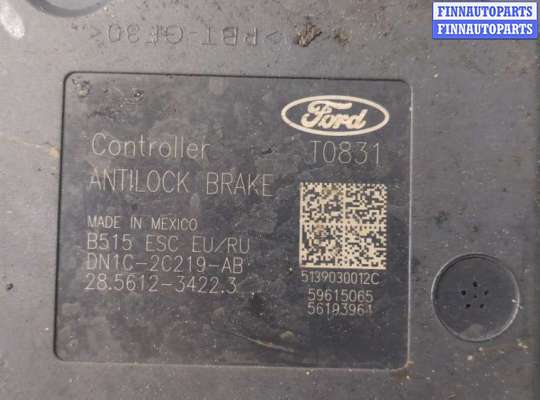 FINNAUTOPARTS
FINNAUTOPARTS
>PBT-GF30<
Ford
Controller T0831
ANTILOCK BRAKE
MADE IN MEXICO
B515 ESC EU/RU
DN1C-2C219-AB
28.5612-3422.3
5139030012C
59615065
56193964